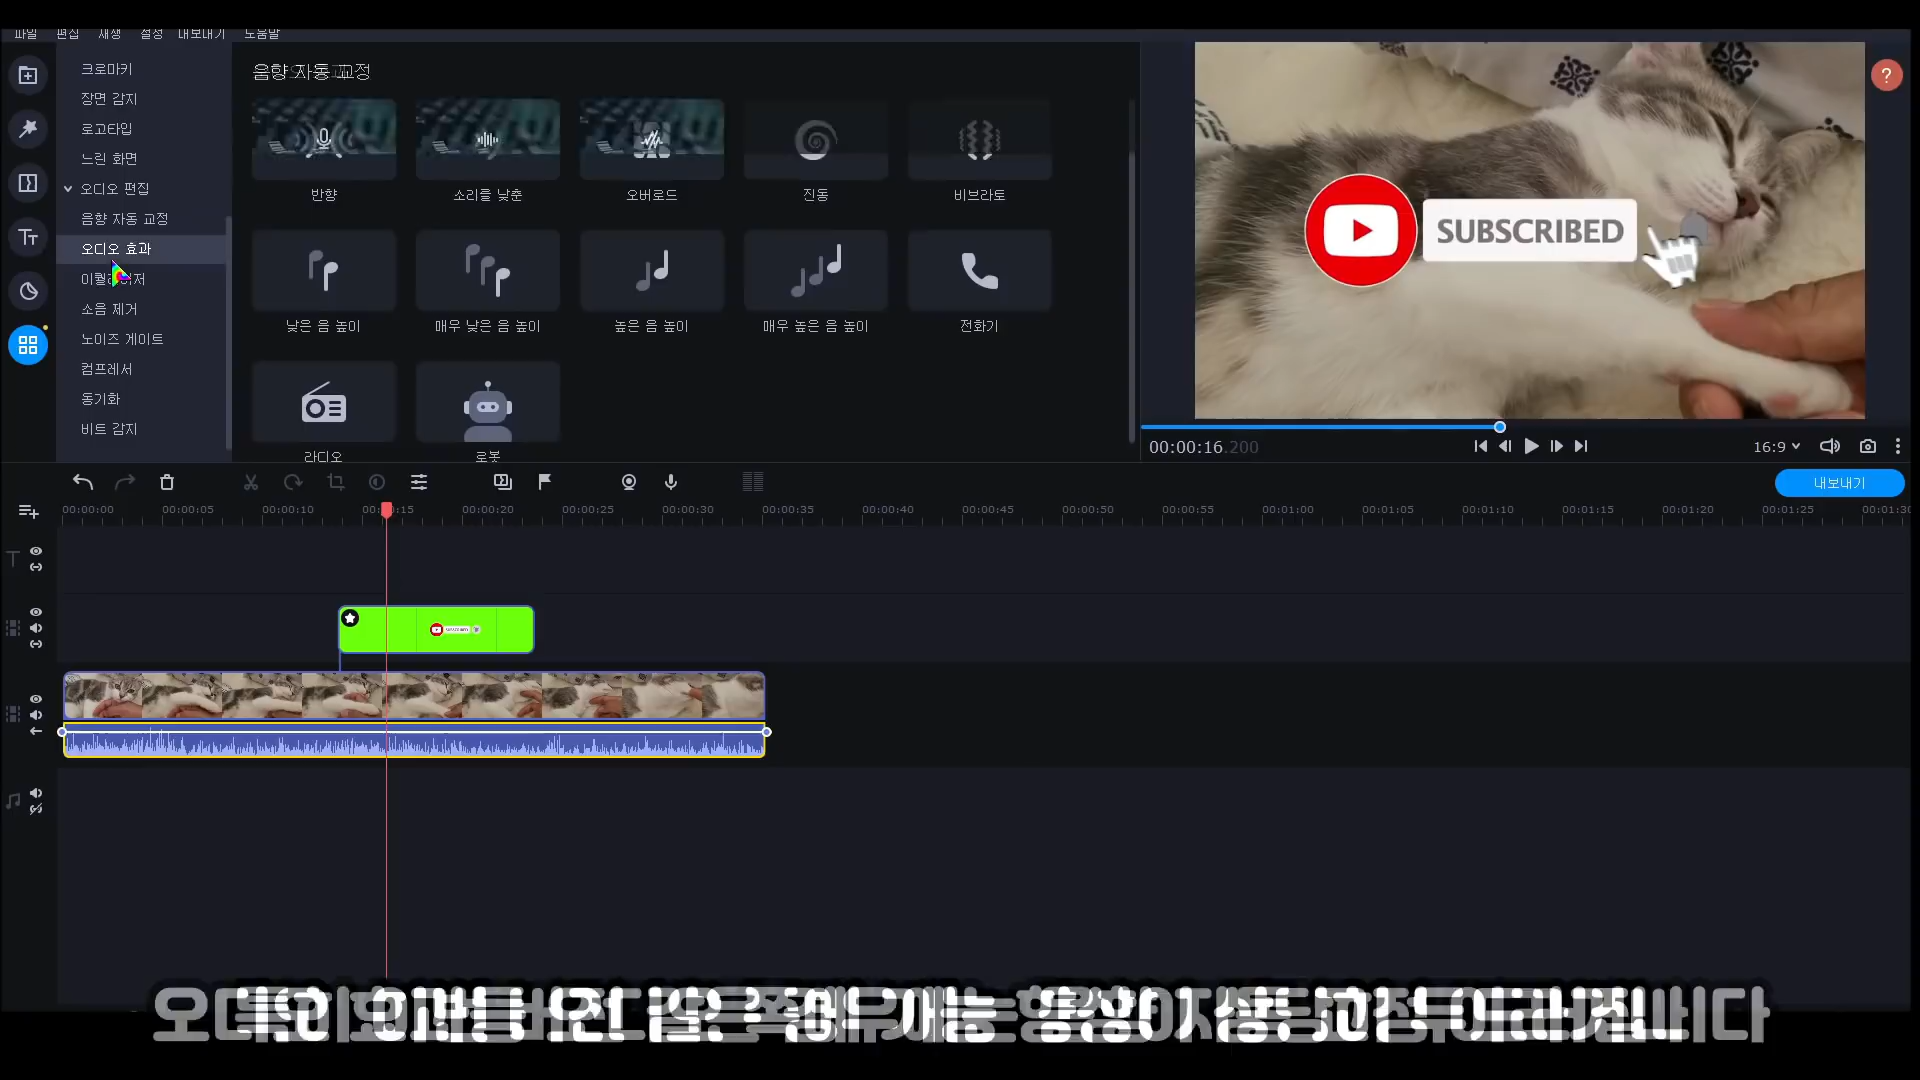 파일 편집 재생 설정 내보내기 도움말
크로마키
장면 감지
로고타입
느린 화면
오디오 편집
음향 자동 교정
오디오 효과
소음 제거
노이즈 게이트
컴프레서
동기화
비트 감지
음향 자동 교정
반향 소리를 낮춤 오버로드 진동 비브라토
낮은 음 높이 매우 낮은 음 높이 높은 음 높이 매우 높은 음 높이 전화기
라디오 로봇
SUBSCRIBED
?
00:00:16.200
16:9
내보내기
00:00:00 00:00:05 00:00:10 00:00:15 00:00:20 00:00:25 00:00:30 00:00:35 00:00:40 00:00:45 00:00:50 00:00:55 00:01:00 00:01:05 00:01:10 00:01:15 00:01:20 00:01:25